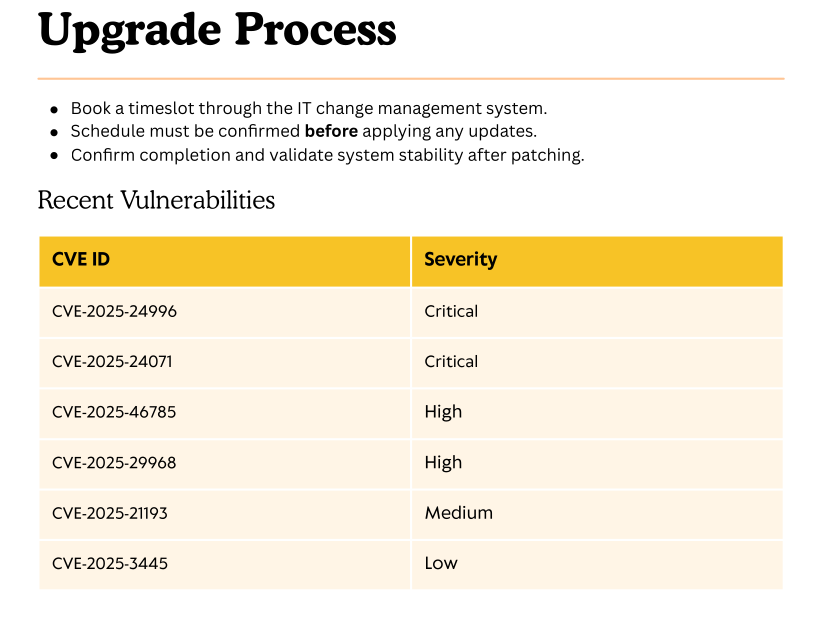 Upgrade Process
• Book a timeslot through the IT change management system.
• Schedule must be confirmed before applying any updates.
• Confirm completion and validate system stability after patching.
Recent Vulnerabilities
CVE ID Severity
CVE-2025-24996 Critical
CVE-2025-24071 Critical
CVE-2025-46785 High
CVE-2025-29968 High
CVE-2025-21193 Medium
CVE-2025-3445 Low